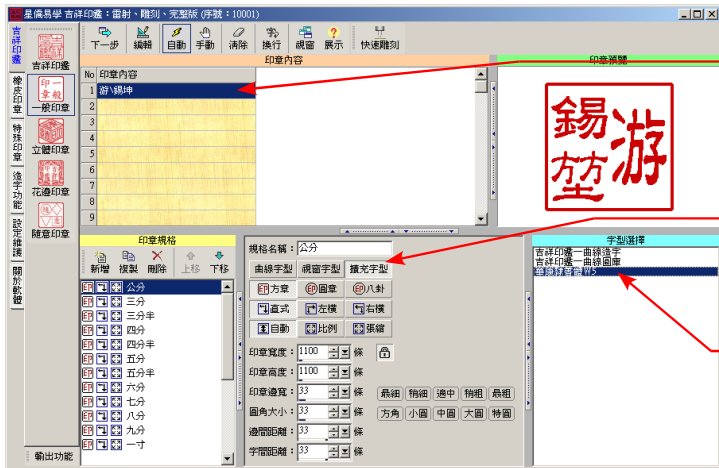 星僑易學 吉祥印鑑：雷射、雕刻、完整版 (序號：10001)
吉祥印鑑
橡皮印章
特殊印章
造字功能
設定維護
關於軟體
吉祥印鑑
一般印章
立體印章
花邊印章
隨意印章
輸出功能
下一步 編輯 自動 手動 清除 換行 視窗 展示 快速雕刻
印章內容
No 印章內容
1 游\錫坤
2
3
4
5
6
7
8
9
印章預覽
游
錫
堃
印章規格
新增 複製 刪除 上移 下移
公分
三分
三分半
四分
四分半
五分
五分半
六分
七分
八分
九分
一寸
規格名稱：公分
曲線字型 視窗字型 擴充字型
方章 圓章 八卦
直式 左橫 右橫
自動 比例 張縮
印章寬度：1100 條
印章高度：1100 條
印章邊寬：33 條 最細 稍細 適中 稍粗 最粗
圓角大小：33 條 方角 小圓 中圓 大圓 特圓
邊間距離：33 條
字間距離：33 條
字型選擇
吉祥印鑑一曲線造字
吉祥印鑑一曲線圖庫
華康隸書體W5